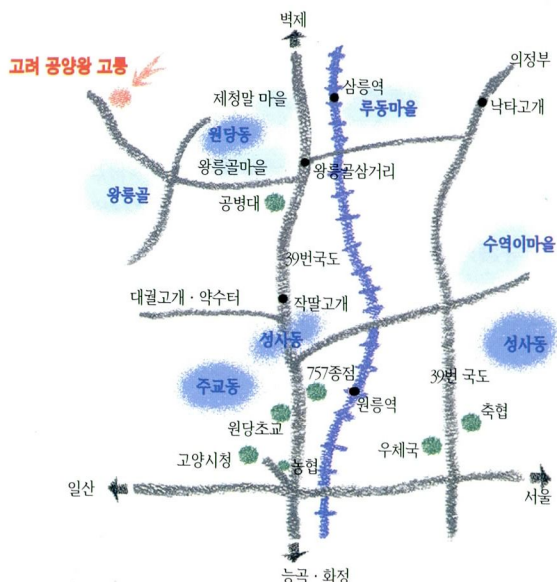 벽제
고려 공양왕 고릉
의정부
제청말 마을
삼릉역
루동마을
낙타고개
원당동
왕릉골마을
왕릉골삼거리
왕릉골
공병대
수역이마을
39번국도
대궐고개 · 약수터
작딸고개
성사동
성사동
757종점
39번 국도
주교동
원릉역
축협
원당초교
우체국
고양시청
농협
일산
서울
능곡 · 화정